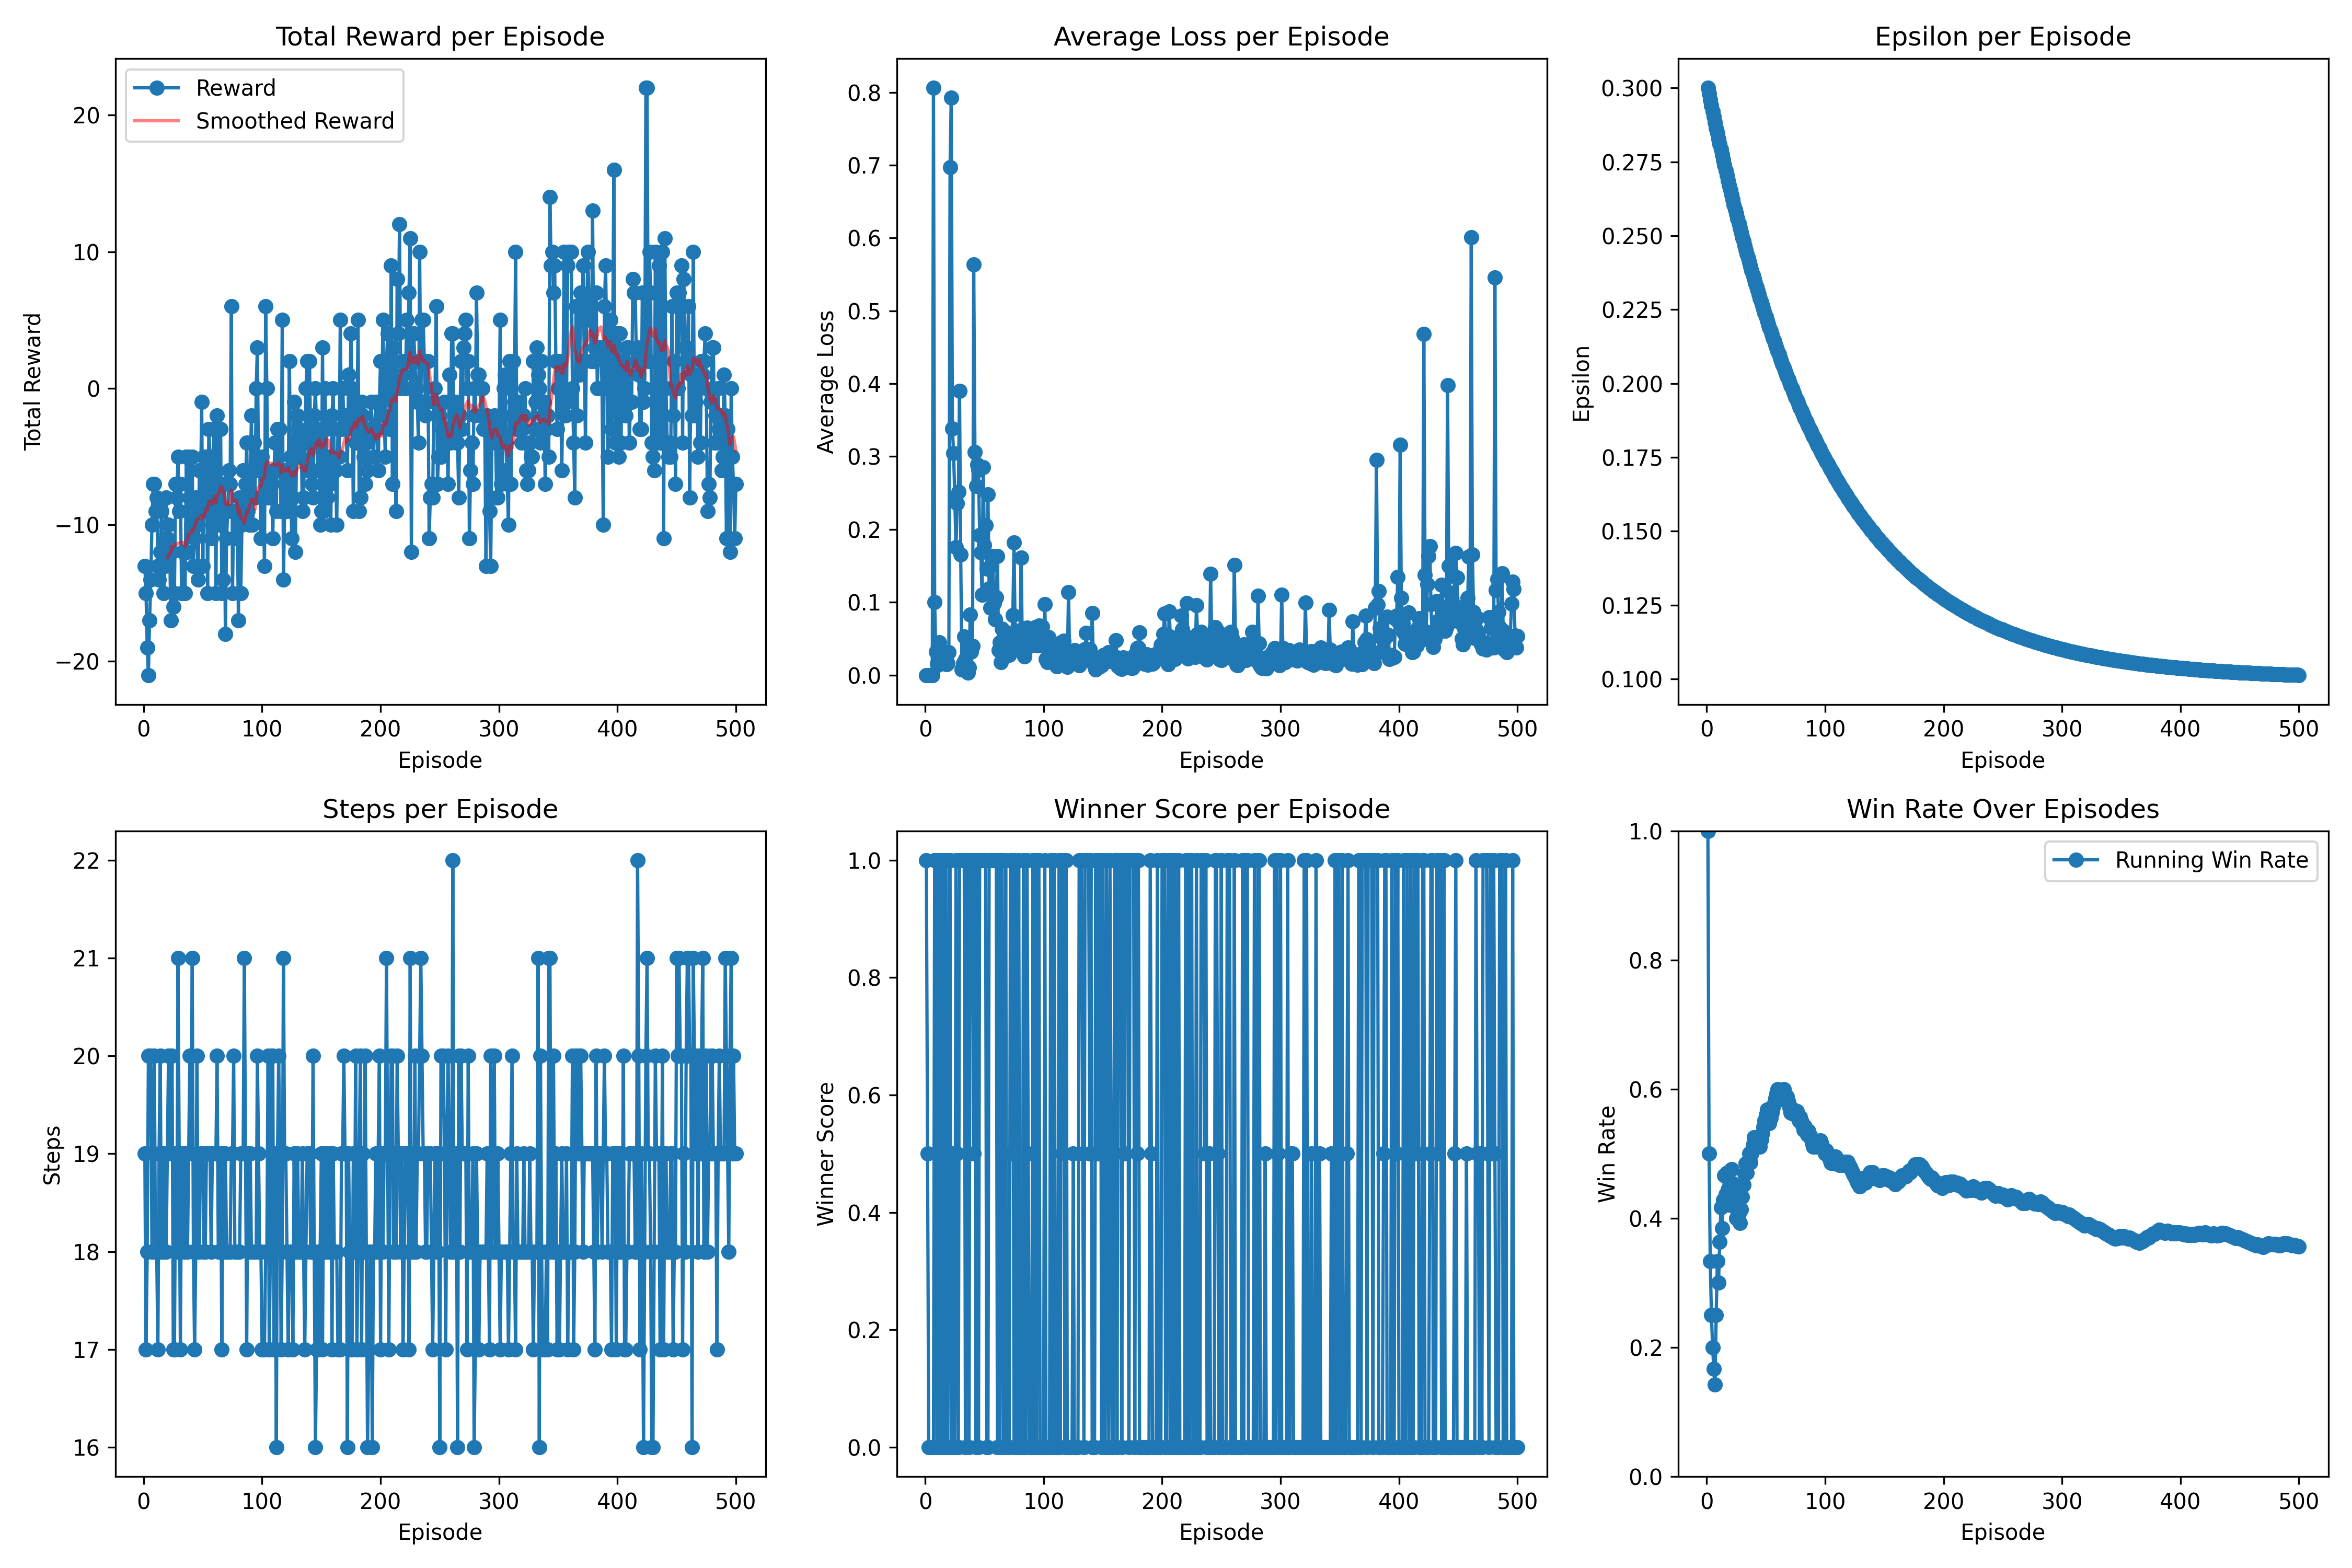 Total Reward per Episode
Average Loss per Episode
Epsilon per Episode
Reward
Smoothed Reward
20
10
0
−10
−20
Total Reward
0 100 200 300 400 500
Episode
0.8
0.7
0.6
0.5
0.4
0.3
0.2
0.1
0.0
Average Loss
0 100 200 300 400 500
Episode
0.300
0.275
0.250
0.225
0.200
0.175
0.150
0.125
0.100
Epsilon
0 100 200 300 400 500
Episode
Steps per Episode
Winner Score per Episode
Win Rate Over Episodes
22
21
20
19
18
17
16
Steps
0 100 200 300 400 500
Episode
1.0
0.8
0.6
0.4
0.2
0.0
Winner Score
0 100 200 300 400 500
Episode
Running Win Rate
1.0
0.8
0.6
0.4
0.2
0.0
Win Rate
0 100 200 300 400 500
Episode